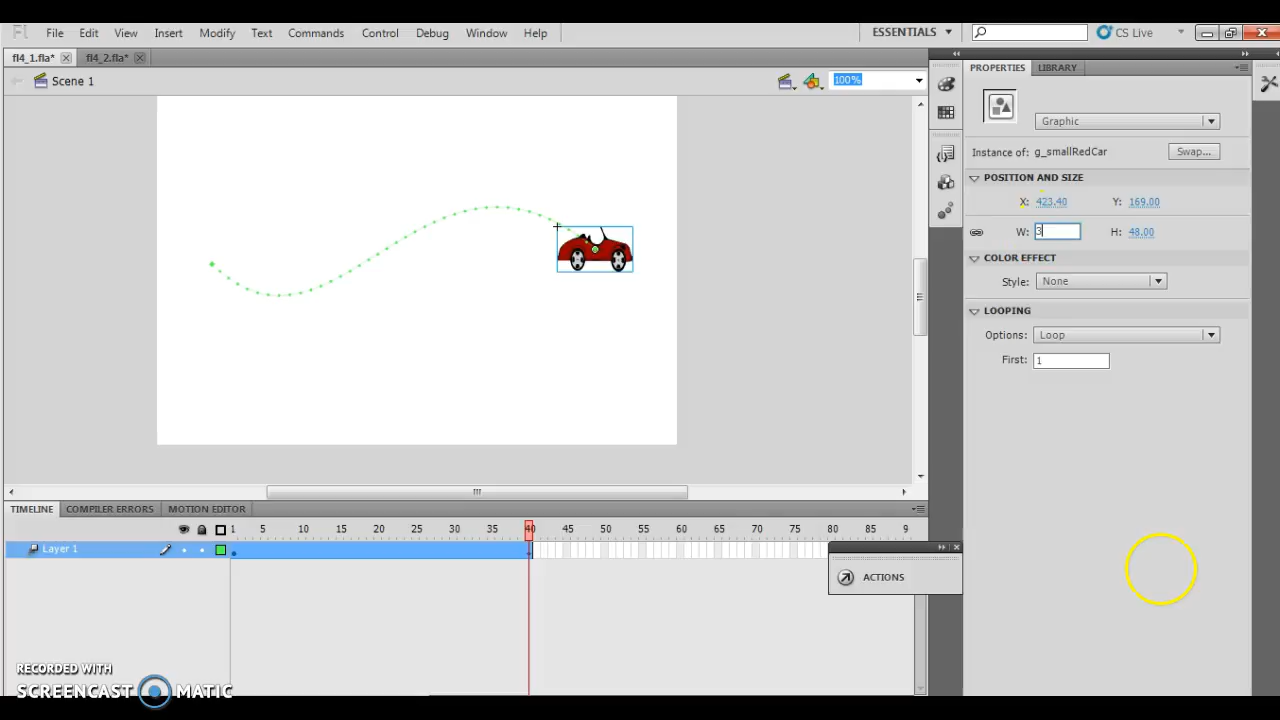 Fl File Edit View Insert Modify Text Commands Control Debug Window Help ESSENTIALS CS Live
fl4_1.fla* fl4_2.fla*
Scene 1 100%
PROPERTIES LIBRARY
Graphic
Instance of: g_smallRedCar Swap...
POSITION AND SIZE
X: 423.40 Y: 169.00
W: 3 H: 48.00
COLOR EFFECT
Style: None
LOOPING
Options: Loop
First: 1
TIMELINE COMPILER ERRORS MOTION EDITOR
1 5 10 15 20 25 30 35 40 45 50 55 60 65 70 75 80 85 9
Layer 1
ACTIONS
RECORDED WITH
SCREENCAST MATIC